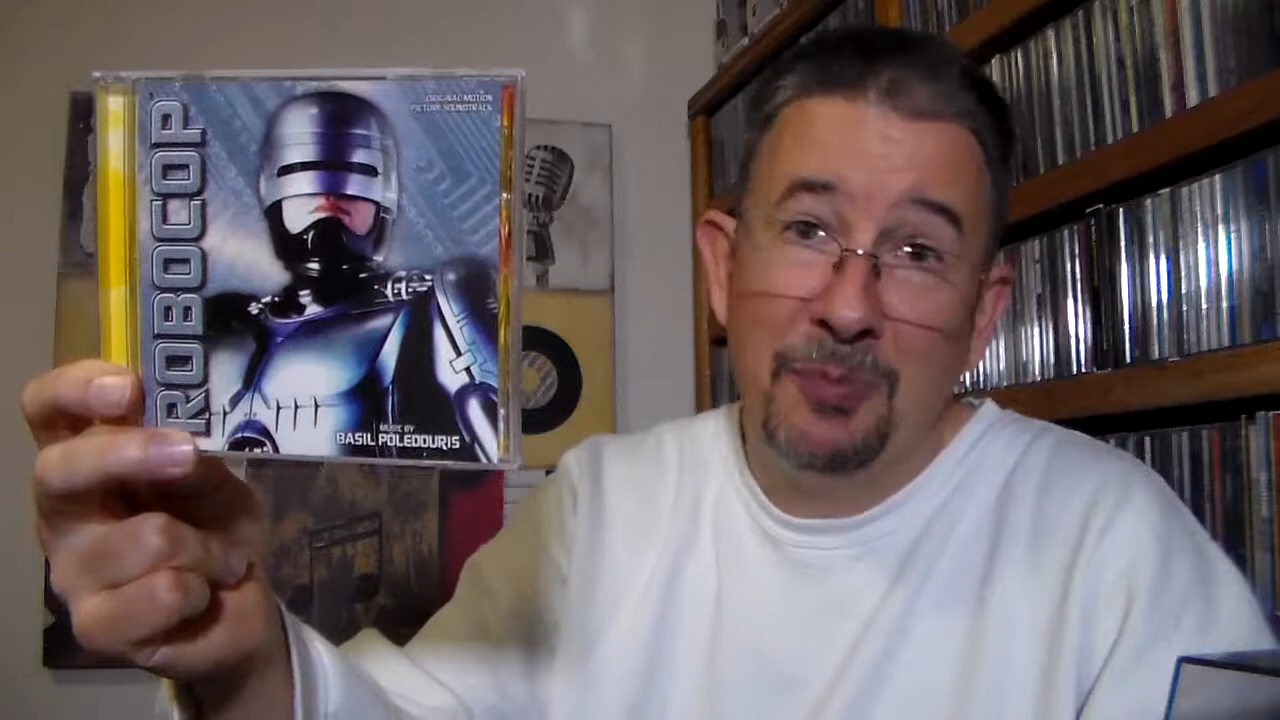 ORIGINAL MOTION
PICTURE SOUNDTRACK
ROBOCOP
MUSIC BY
BASIL POLEDOURIS